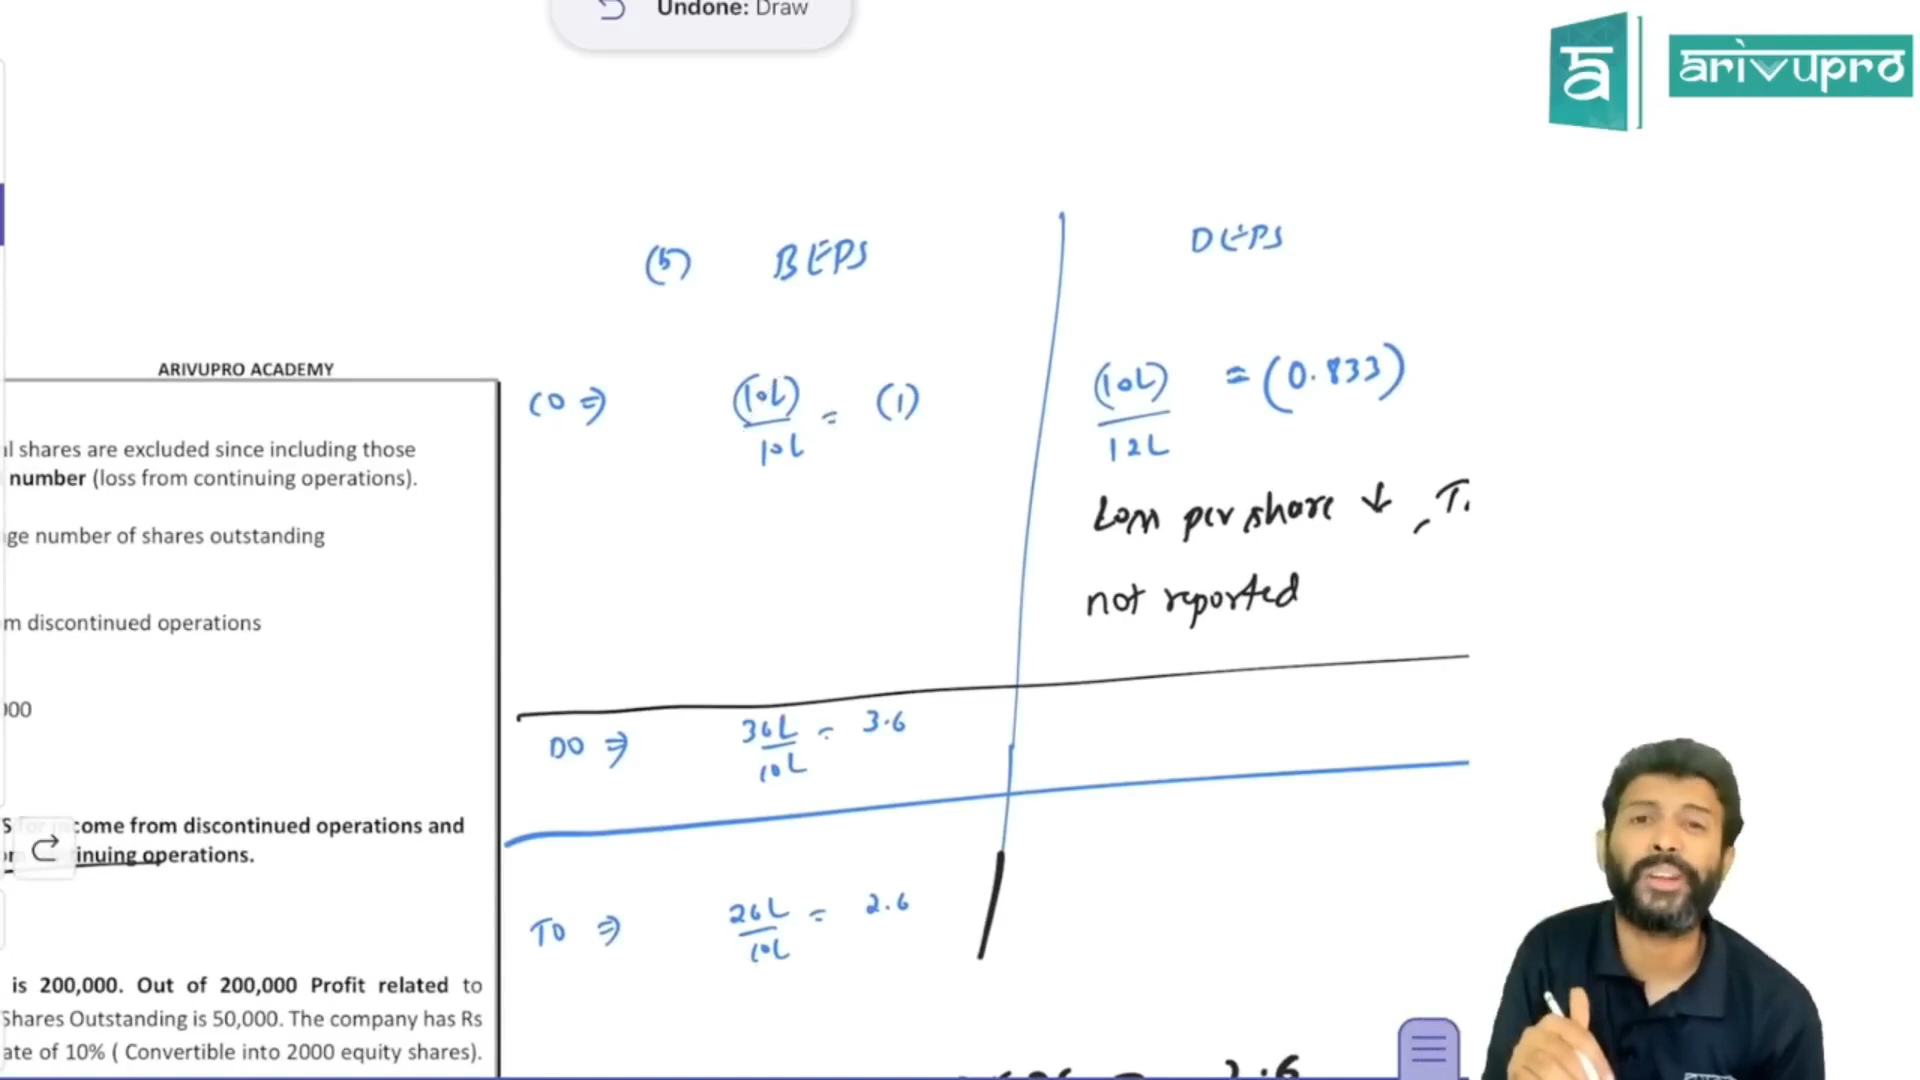 Undone: Draw
ā arivupro
(5) BEPS
DEPS
ARIVUPRO ACADEMY
CO ⇒ (10L) / 10L = (1)
(10L) / 12L = (0.833)
l shares are excluded since including those
number (loss from continuing operations).
Loss per share ↓
ge number of shares outstanding
not reported
m discontinued operations
000
DO ⇒ 36L / 10L = 3.6
S for income from discontinued operations and
inuing operations.
TO ⇒ 26L / 10L = 2.6
is 200,000. Out of 200,000 Profit related to
Shares Outstanding is 50,000. The company has Rs
ate of 10% ( Convertible into 2000 equity shares).